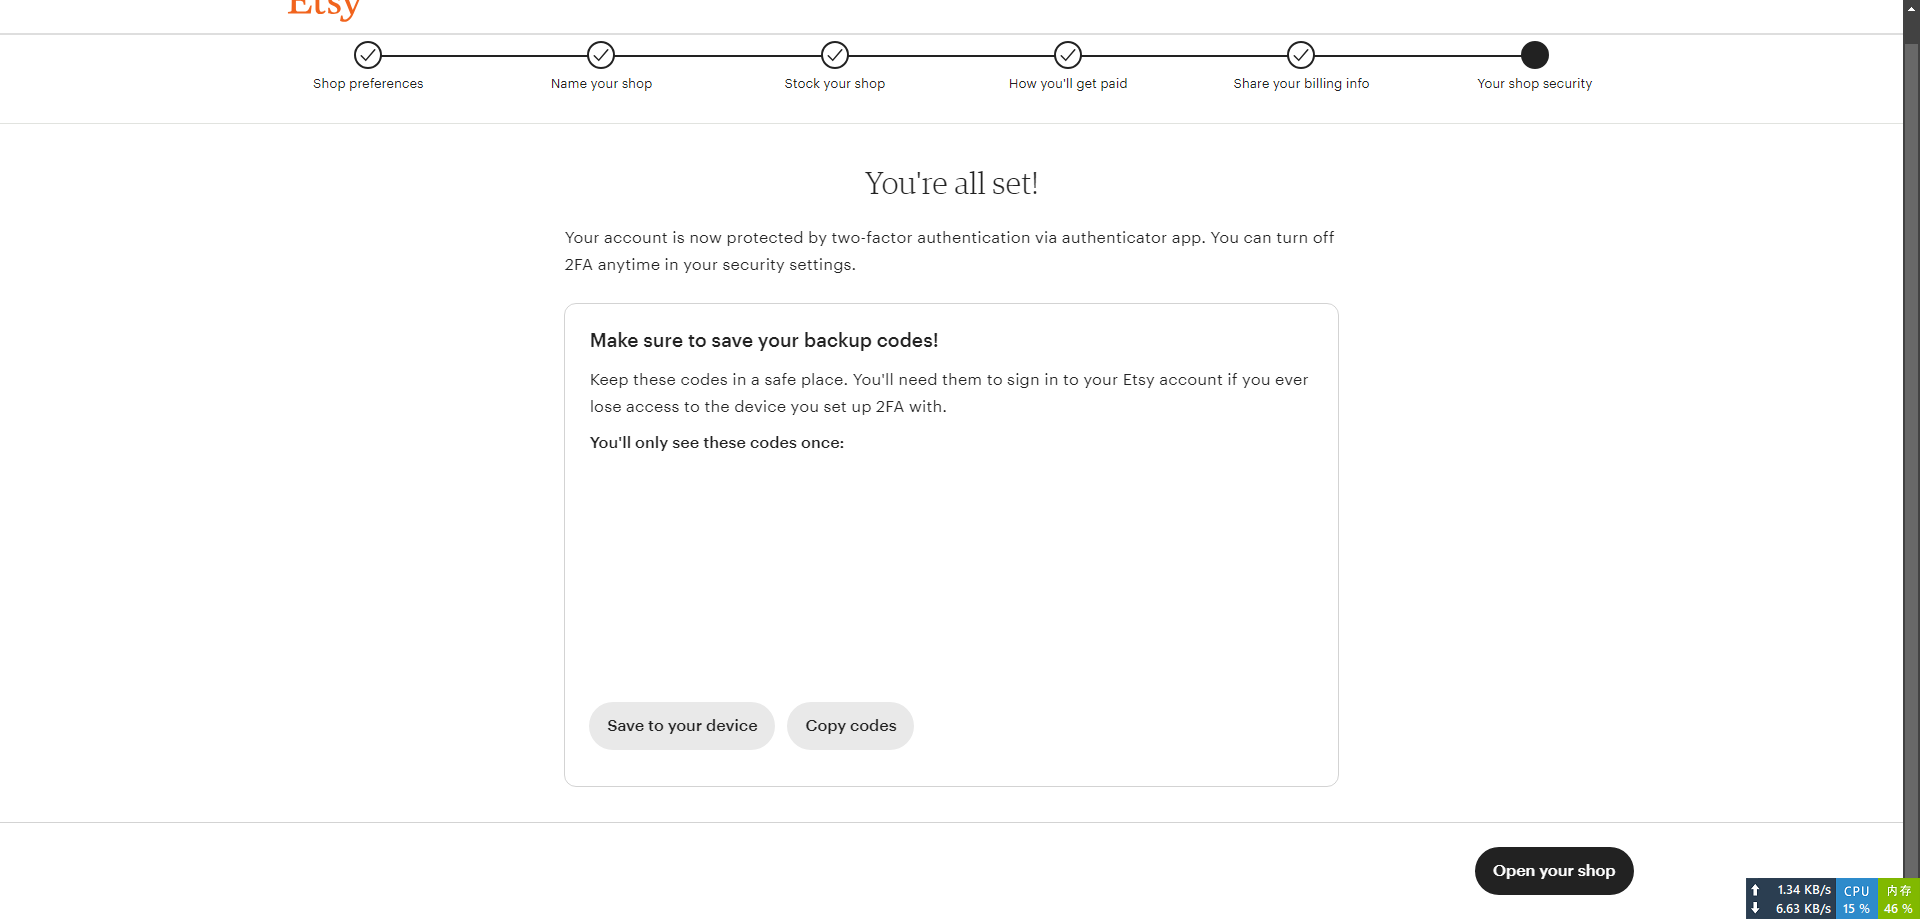 Etsy
Shop preferences
Name your shop
Stock your shop
How you'll get paid
Share your billing info
Your shop security
You're all set!
Your account is now protected by two-factor authentication via authenticator app. You can turn off
2FA anytime in your security settings.
Make sure to save your backup codes!
Keep these codes in a safe place. You'll need them to sign in to your Etsy account if you ever
lose access to the device you set up 2FA with.
You'll only see these codes once:
Save to your device
Copy codes
Open your shop
1.34 KB/s
CPU
内存
6.63 KB/s
15 %
46 %